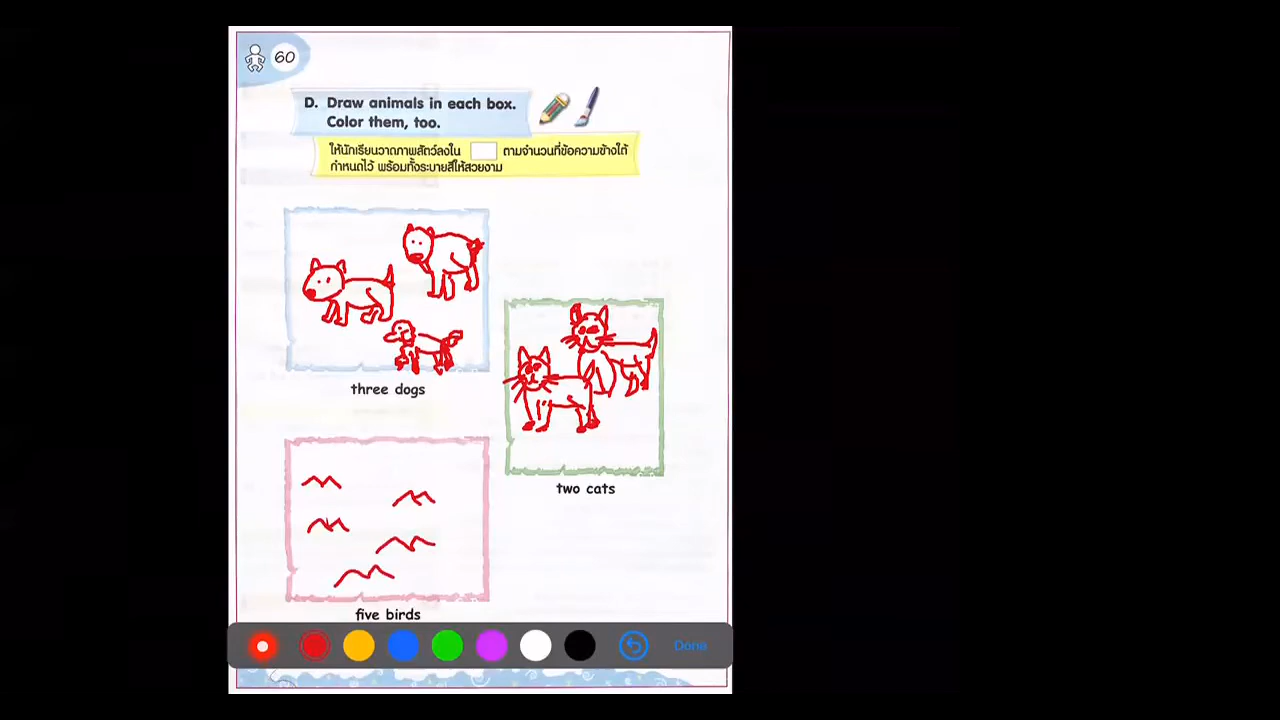 60
D. Draw animals in each box.
Color them, too.
ให้นักเรียนวาดภาพสัตว์ลงใน ตามจำนวนที่ข้อความข้างใต้
กำหนดไว้ พร้อมทั้งระบายสีให้สวยงาม
three dogs
two cats
five birds
Done